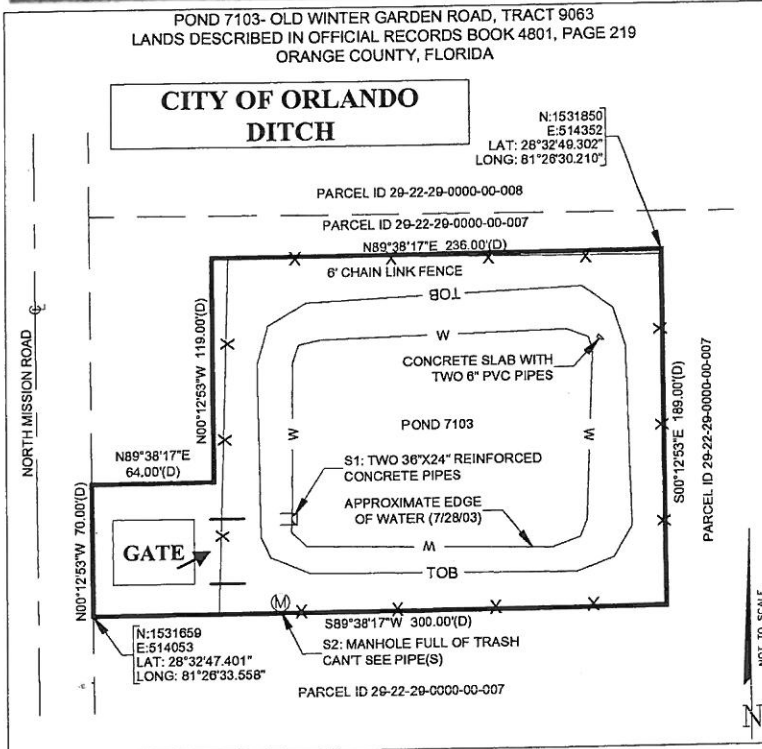 POND 7103- OLD WINTER GARDEN ROAD, TRACT 9063
LANDS DESCRIBED IN OFFICIAL RECORDS BOOK 4801, PAGE 219
ORANGE COUNTY, FLORIDA
CITY OF ORLANDO
DITCH
N:1531850
E:514352
LAT: 28°32'49.302"
LONG: 81°26'30.210"
PARCEL ID 29-22-29-0000-00-008
PARCEL ID 29-22-29-0000-00-007
N89°38'17"E 236.00'(D)
6' CHAIN LINK FENCE
TOB
W
CONCRETE SLAB WITH
TWO 6" PVC PIPES
NORTH MISSION ROAD
CL
N00°12'53"W 119.00'(D)
W
POND 7103
W
S00°12'53"E 189.00'(D)
PARCEL ID 29-22-29-0000-00-007
N89°38'17"E
64.00'(D)
S1: TWO 36"X24" REINFORCED
CONCRETE PIPES
APPROXIMATE EDGE
OF WATER (7/28/03)
N00°12'53"W 70.00'(D)
GATE
W
TOB
M
S89°38'17"W 300.00'(D)
N:1531659
E:514053
LAT: 28°32'47.401"
LONG: 81°26'33.558"
S2: MANHOLE FULL OF TRASH
CAN'T SEE PIPE(S)
PARCEL ID 29-22-29-0000-00-007
NOT TO SCALE
N